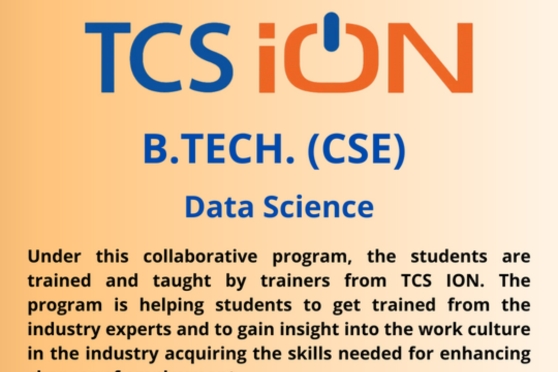 TCS iON
B.TECH. (CSE)
Data Science
Under this collaborative program, the students are
trained and taught by trainers from TCS ION. The
program is helping students to get trained from the
industry experts and to gain insight into the work culture
in the industry acquiring the skills needed for enhancing